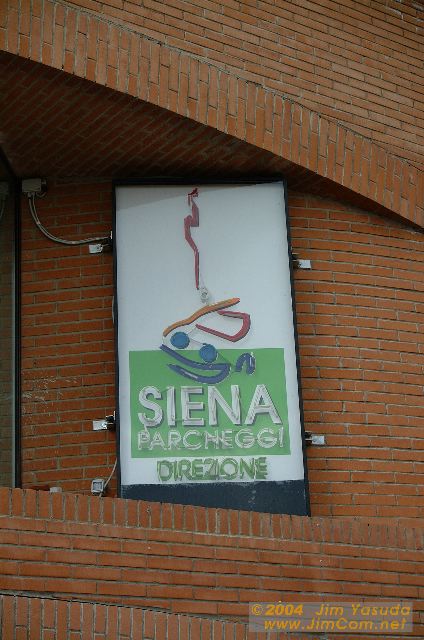 SIENA
PARCHEGGI
DIREZIONE
© 2004 Jim Yasuda
www.JimCom.net